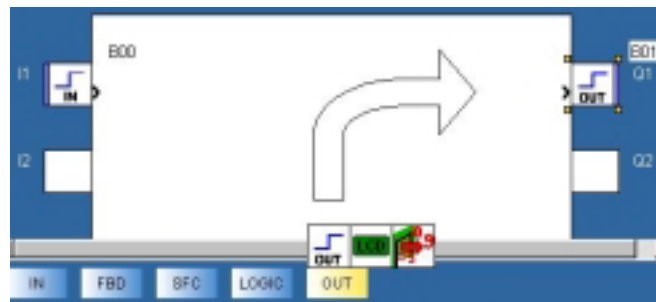 B00
B01
I1
IN
OUT
Q1
I2
Q2
OUT
LCD
IN
FBD
SFC
LOGIC
OUT